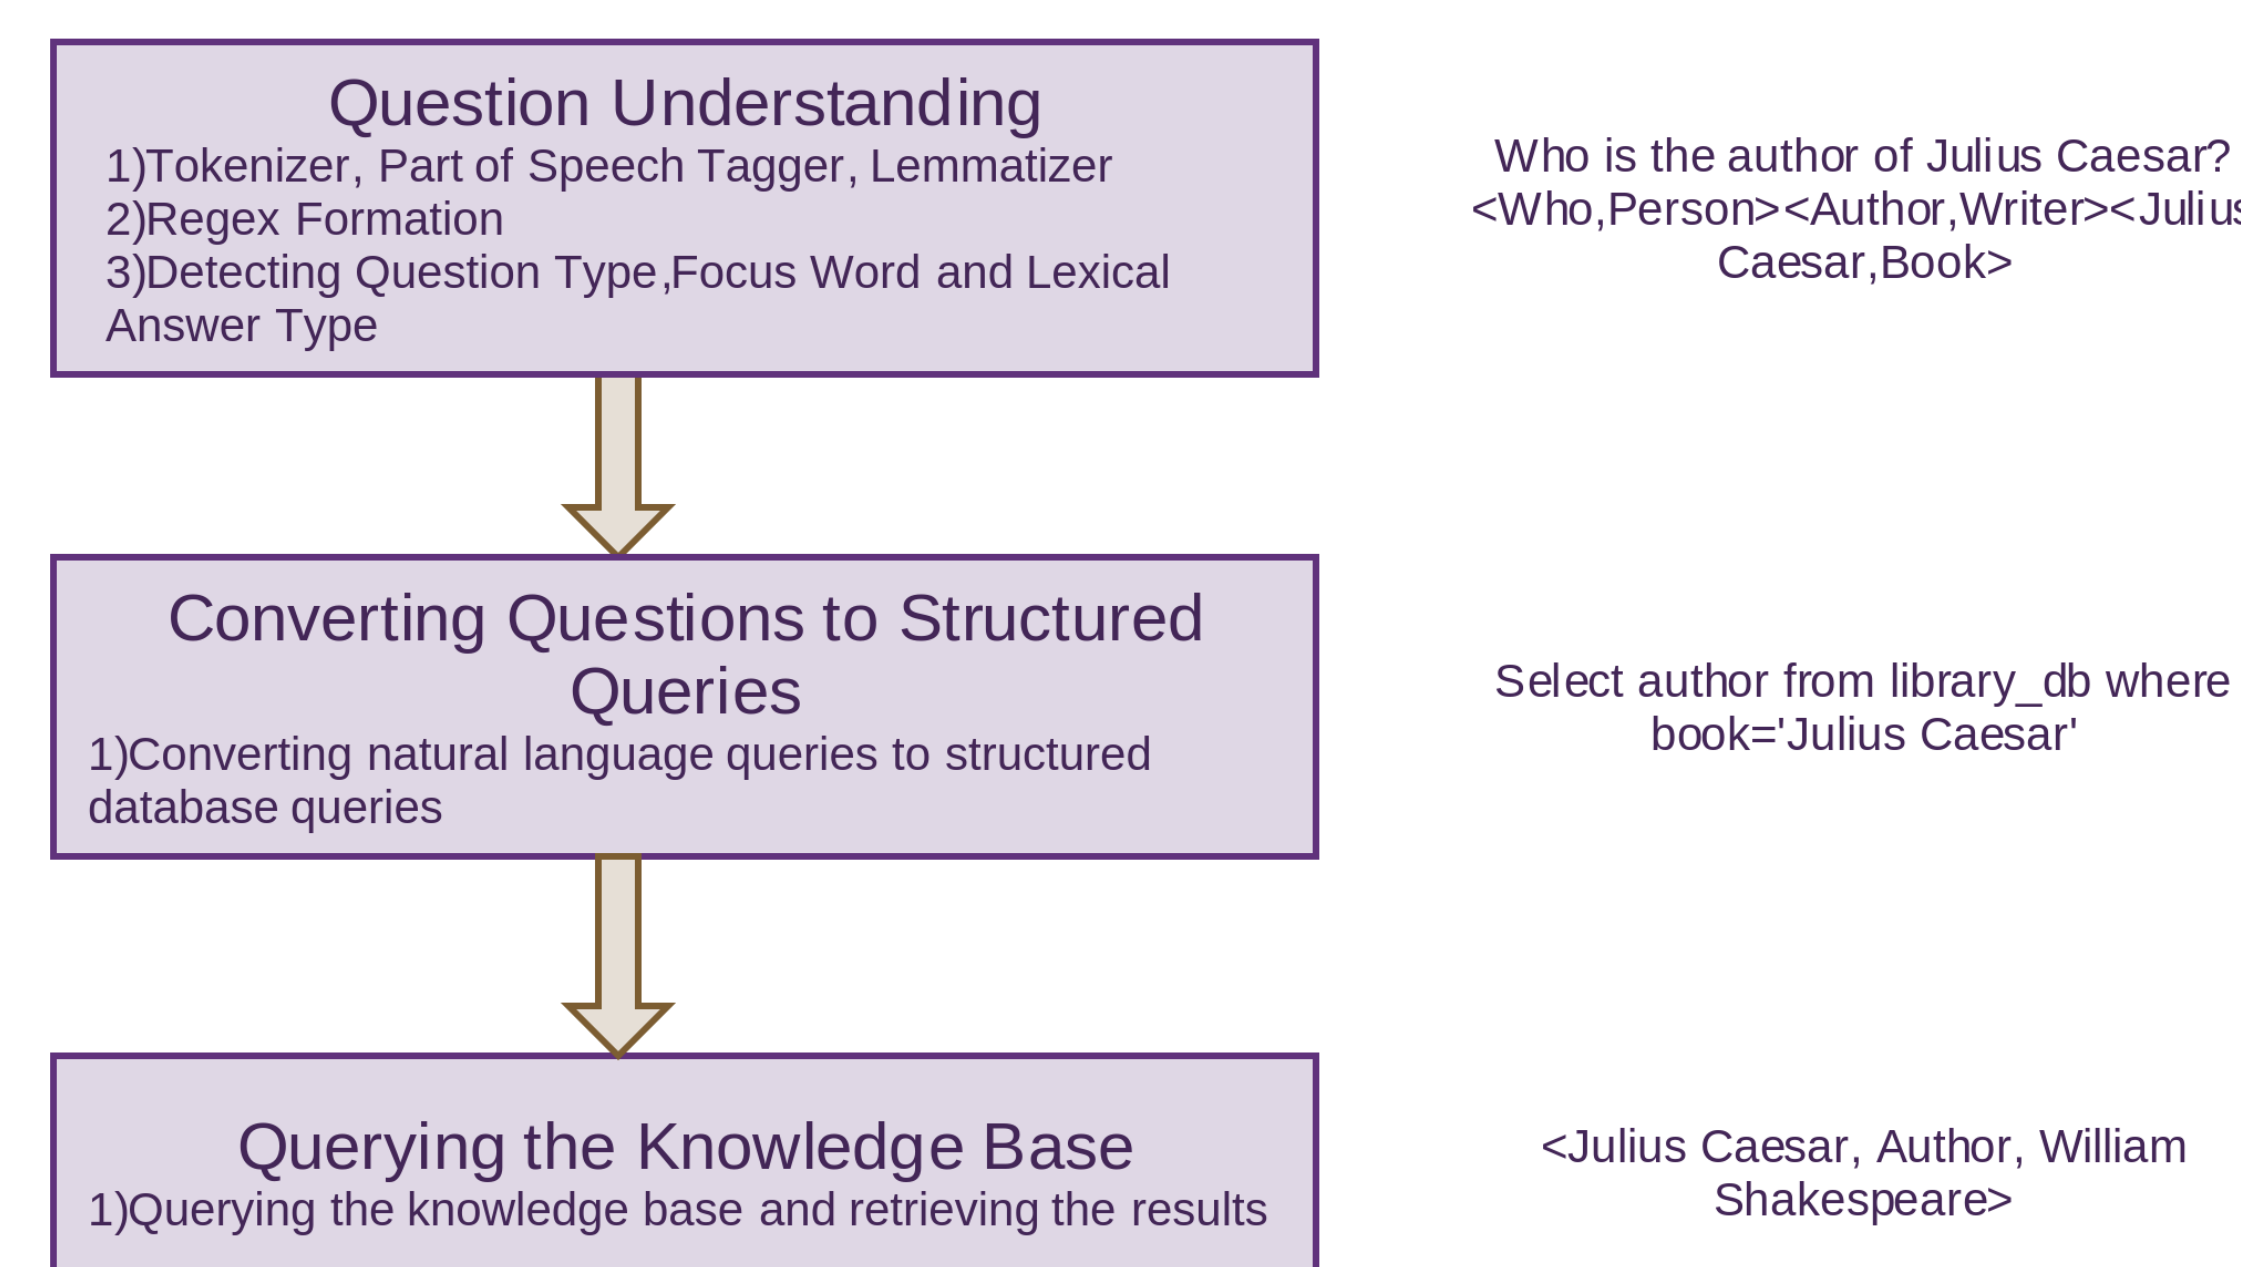 Question Understanding
1)Tokenizer, Part of Speech Tagger, Lemmatizer
2)Regex Formation
3)Detecting Question Type,Focus Word and Lexical
Answer Type
Who is the author of Julius Caesar?
<Who,Person><Author,Writer><Julius
Caesar,Book>
Converting Questions to Structured
Queries
1)Converting natural language queries to structured
database queries
Select author from library_db where
book='Julius Caesar'
Querying the Knowledge Base
1)Querying the knowledge base and retrieving the results
<Julius Caesar, Author, William
Shakespeare>